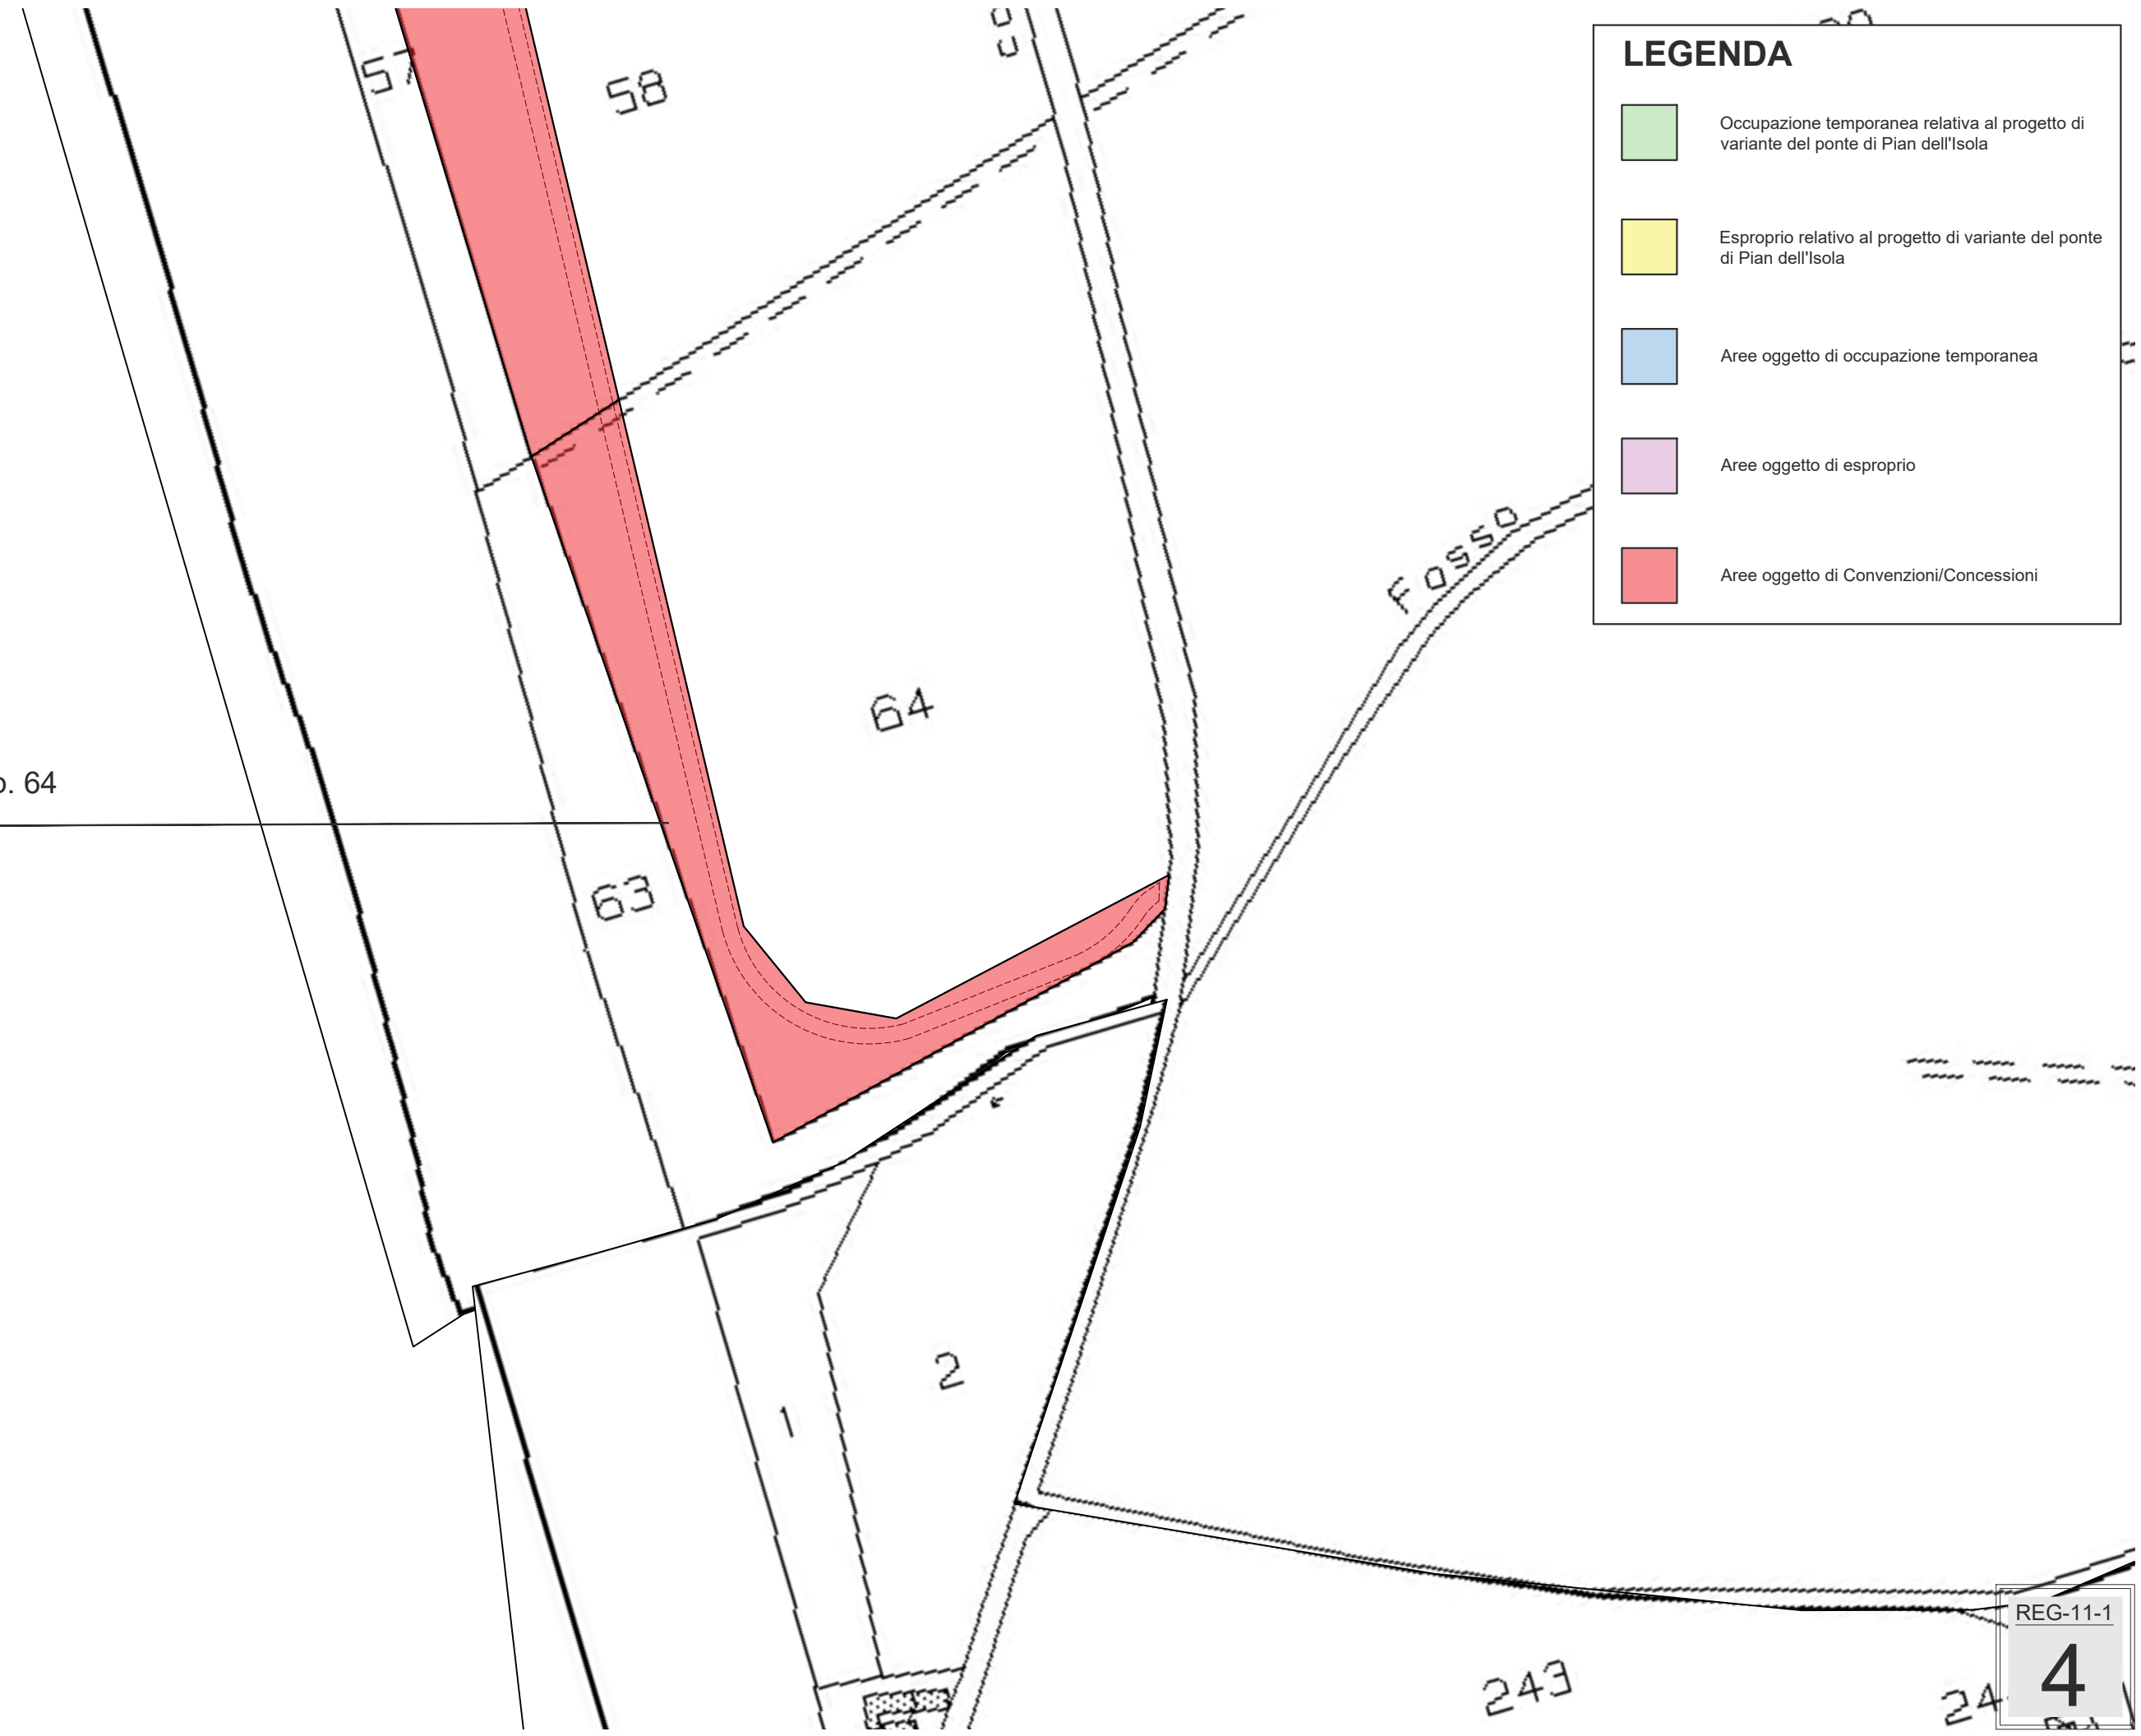 LEGENDA
Occupazione temporanea relativa al progetto di
variante del ponte di Pian dell'Isola
Esproprio relativo al progetto di variante del ponte
di Pian dell'Isola
Aree oggetto di occupazione temporanea
Aree oggetto di esproprio
Aree oggetto di Convenzioni/Concessioni
57
58
Fosso
64
p. 64
63
2
1
243
REG-11-1
4